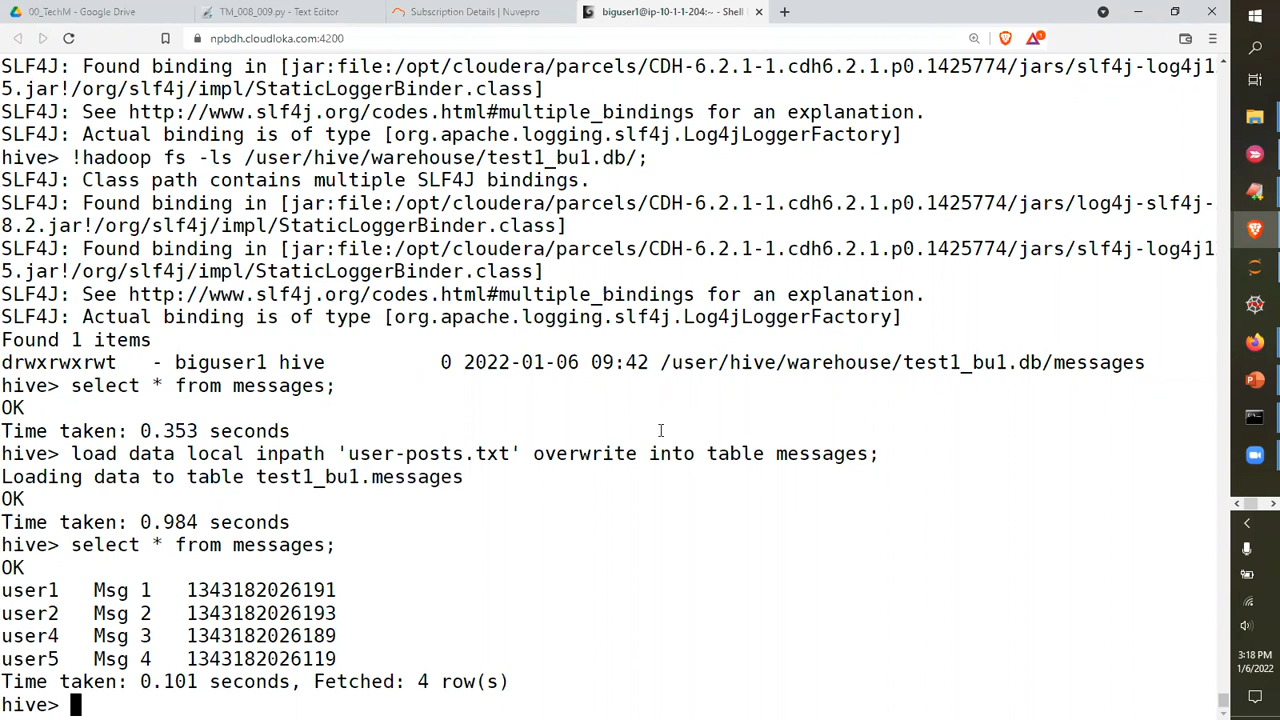 00_TechM - Google Drive
TM_008_009.py - Text Editor
Subscription Details | Nuvepro
biguser1@ip-10-1-1-204:~ - Shell
npbdh.cloudloka.com:4200
SLF4J: Found binding in [jar:file:/opt/cloudera/parcels/CDH-6.2.1-1.cdh6.2.1.p0.1425774/jars/slf4j-log4j1
5.jar!/org/slf4j/impl/StaticLoggerBinder.class]
SLF4J: See http://www.slf4j.org/codes.html#multiple_bindings for an explanation.
SLF4J: Actual binding is of type [org.apache.logging.slf4j.Log4jLoggerFactory]
hive> !hadoop fs -ls /user/hive/warehouse/test1_bu1.db/;
SLF4J: Class path contains multiple SLF4J bindings.
SLF4J: Found binding in [jar:file:/opt/cloudera/parcels/CDH-6.2.1-1.cdh6.2.1.p0.1425774/jars/log4j-slf4j-
8.2.jar!/org/slf4j/impl/StaticLoggerBinder.class]
SLF4J: Found binding in [jar:file:/opt/cloudera/parcels/CDH-6.2.1-1.cdh6.2.1.p0.1425774/jars/slf4j-log4j1
5.jar!/org/slf4j/impl/StaticLoggerBinder.class]
SLF4J: See http://www.slf4j.org/codes.html#multiple_bindings for an explanation.
SLF4J: Actual binding is of type [org.apache.logging.slf4j.Log4jLoggerFactory]
Found 1 items
drwxrwxrwt   - biguser1 hive          0 2022-01-06 09:42 /user/hive/warehouse/test1_bu1.db/messages
hive> select * from messages;
OK
Time taken: 0.353 seconds
hive> load data local inpath 'user-posts.txt' overwrite into table messages;
Loading data to table test1_bu1.messages
OK
Time taken: 0.984 seconds
hive> select * from messages;
OK
user1   Msg 1   1343182026191
user2   Msg 2   1343182026193
user4   Msg 3   1343182026189
user5   Msg 4   1343182026119
Time taken: 0.101 seconds, Fetched: 4 row(s)
hive>
3:18 PM
1/6/2022